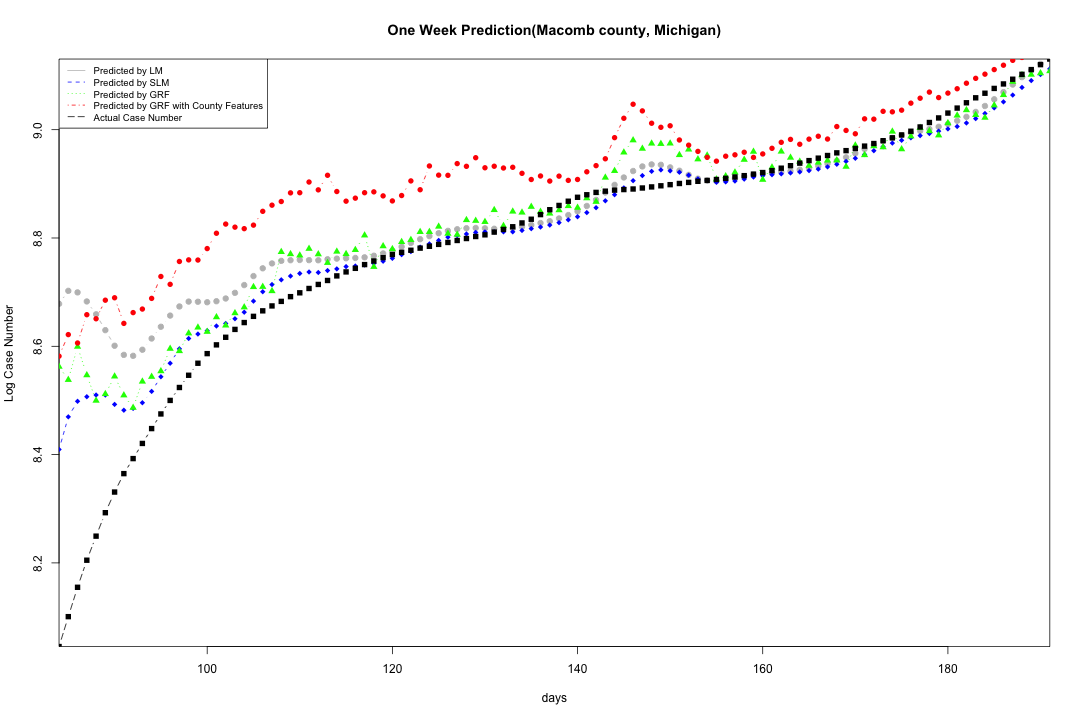 One Week Prediction(Macomb county, Michigan)
Predicted by LM
Predicted by SLM
Predicted by GRF
Predicted by GRF with County Features
Actual Case Number
Log Case Number
9.0
8.8
8.6
8.4
8.2
100 120 140 160 180
days